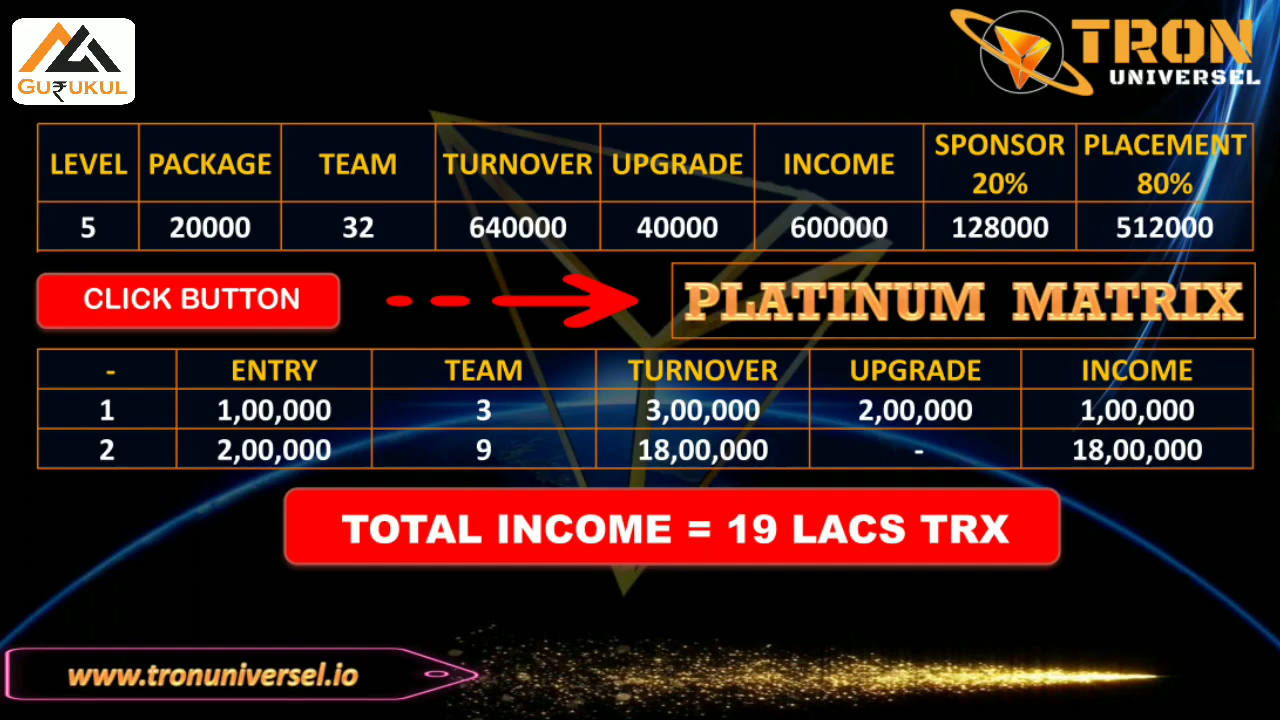 GU₹UKUL
TRON
UNIVERSEL
LEVEL PACKAGE TEAM TURNOVER UPGRADE INCOME SPONSOR 20% PLACEMENT 80%
5 20000 32 640000 40000 600000 128000 512000
CLICK BUTTON
PLATINUM MATRIX
- ENTRY TEAM TURNOVER UPGRADE INCOME
1 1,00,000 3 3,00,000 2,00,000 1,00,000
2 2,00,000 9 18,00,000 - 18,00,000
TOTAL INCOME = 19 LACS TRX
www.tronuniversel.io